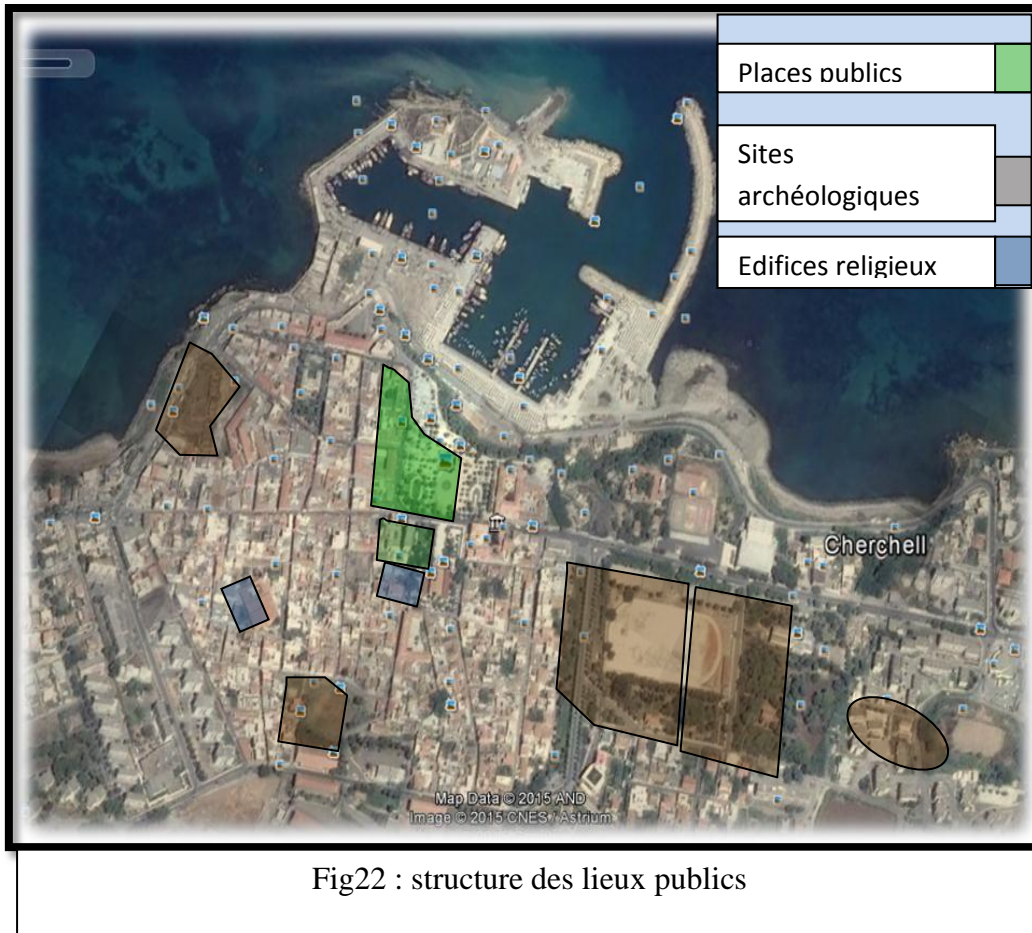 Places publics
Sites
archéologiques
Edifices religieux
Cherchell
Map Data © 2015 AND
Image © 2015 CNES / Astrium
Fig22 : structure des lieux publics